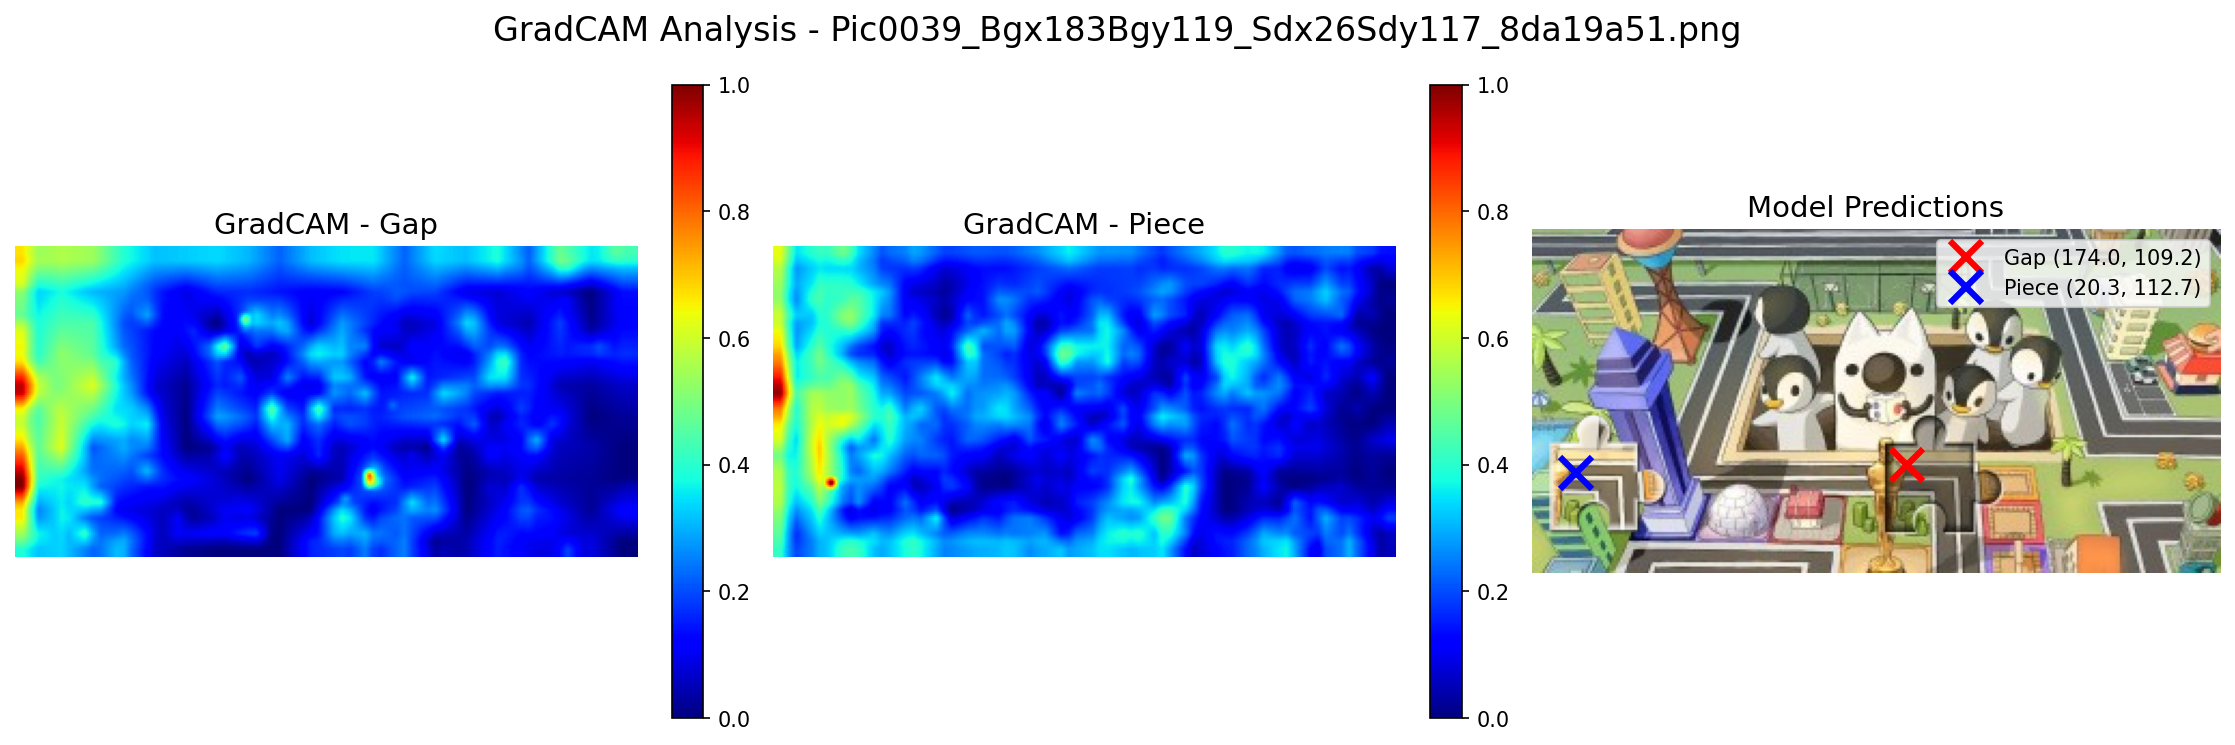 GradCAM Analysis - Pic0039_Bgx183Bgy119_Sdx26Sdy117_8da19a51.png
GradCAM - Gap
1.0
0.8
0.6
0.4
0.2
0.0
GradCAM - Piece
1.0
0.8
0.6
0.4
0.2
0.0
Model Predictions
Gap (174.0, 109.2)
Piece (20.3, 112.7)